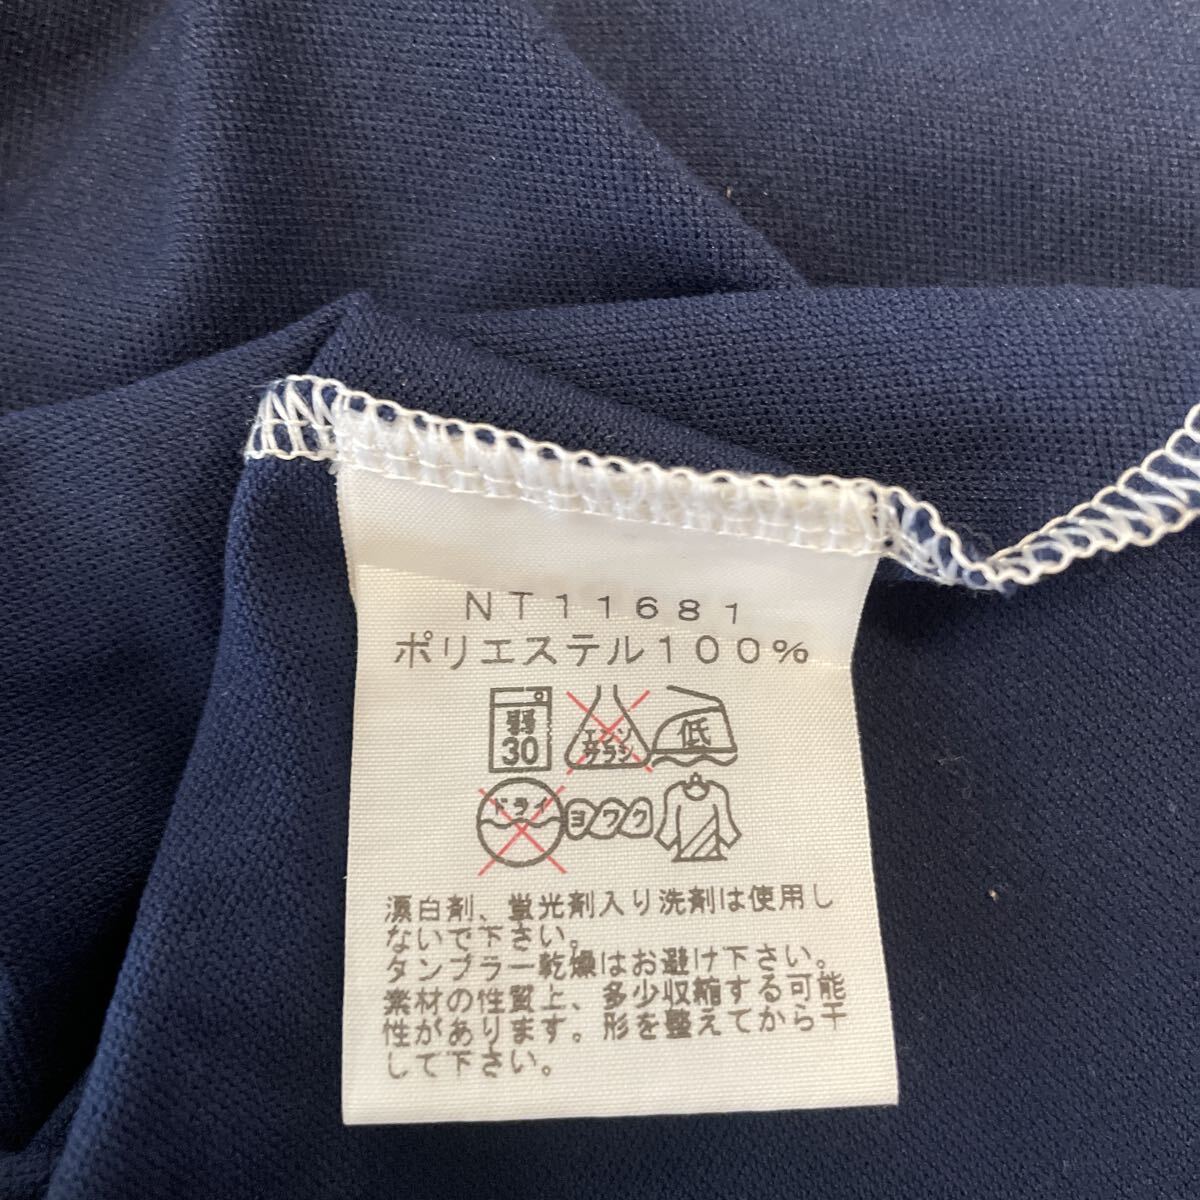 NT11681
ポリエステル100%
弱
30
エンソ
サラシ
低
ドライ
ヨワク
漂白剤、蛍光剤入り洗剤は使用し
ないで下さい。
タンブラー乾燥はお避け下さい。
素材の性質上、多少収縮する可能
性があります。形を整えてから干
して下さい。